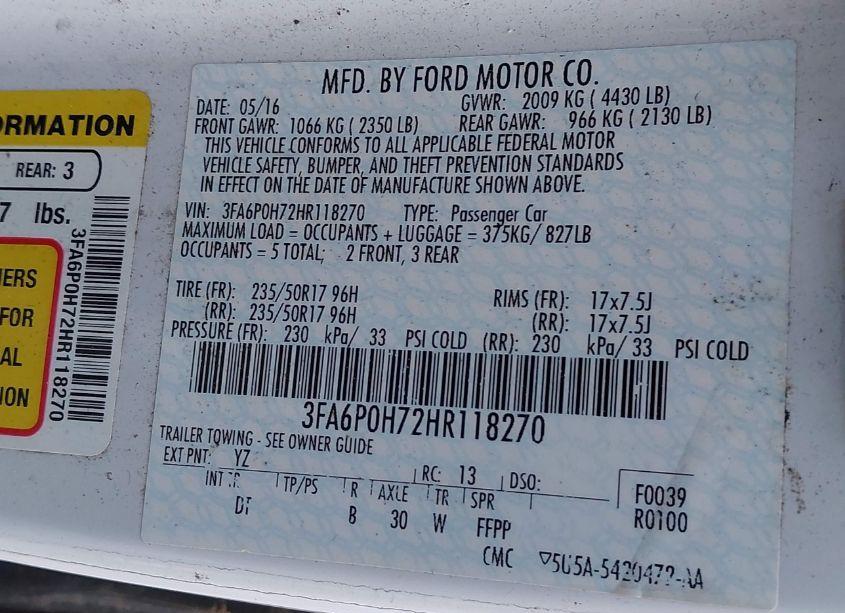 ORMATION
REAR: 3
7 lbs.
3FA6P0H72HR118270
ERS
FOR
AL
ION
MFD. BY FORD MOTOR CO.
DATE: 05/16 GVWR: 2009 KG ( 4430 LB)
FRONT GAWR: 1066 KG ( 2350 LB) REAR GAWR: 966 KG ( 2130 LB)
THIS VEHICLE CONFORMS TO ALL APPLICABLE FEDERAL MOTOR
VEHICLE SAFETY, BUMPER, AND THEFT PREVENTION STANDARDS
IN EFFECT ON THE DATE OF MANUFACTURE SHOWN ABOVE.
VIN: 3FA6P0H72HR118270 TYPE: Passenger Car
MAXIMUM LOAD = OCCUPANTS + LUGGAGE = 375KG/ 827LB
OCCUPANTS = 5 TOTAL; 2 FRONT, 3 REAR
TIRE (FR): 235/50R17 96H RIMS (FR): 17x7.5J
(RR): 235/50R17 96H (RR): 17x7.5J
PRESSURE (FR): 230 kPa/ 33 PSI COLD (RR): 230 kPa/ 33 PSI COLD
3FA6P0H72HR118270
TRAILER TOWING - SEE OWNER GUIDE
EXT PNT: YZ RC: 13 DSO:
TP/PS R AXLE TR SPR F0039
B 30 W FFPP R0100
CMC